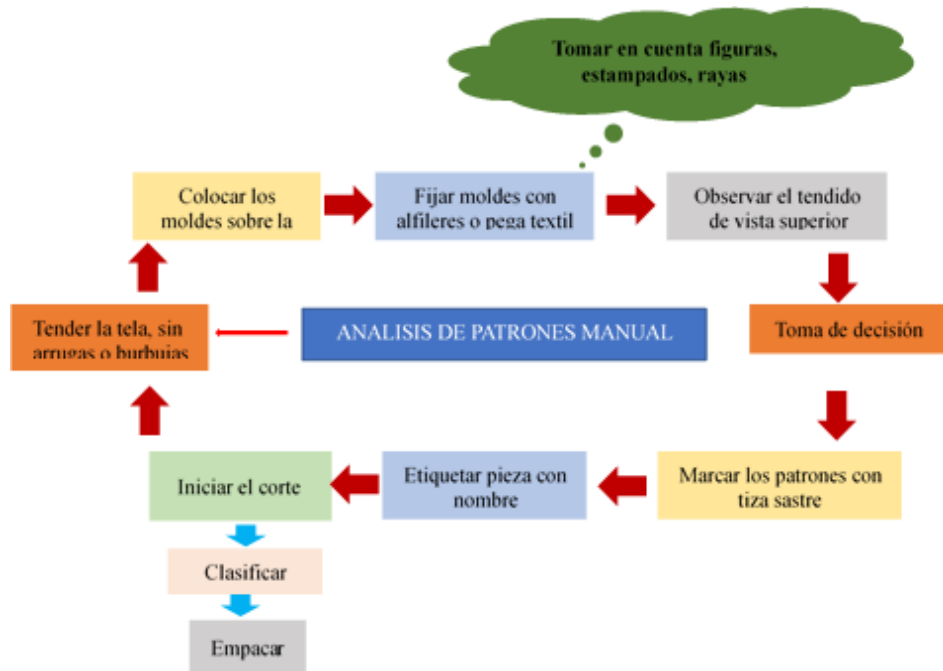 Tomar en cuenta figuras,
estampados, rayas
Colocar los
moldes sobre la
Fijar moldes con
alfileres o pega textil
Observar el tendido
de vista superior
Tender la tela, sin
arrugas o burbujas
ANALISIS DE PATRONES MANUAL
Toma de decisión
Iniciar el corte
Etiquetar pieza con
nombre
Marcar los patrones con
tiza sastre
Clasificar
Empacar